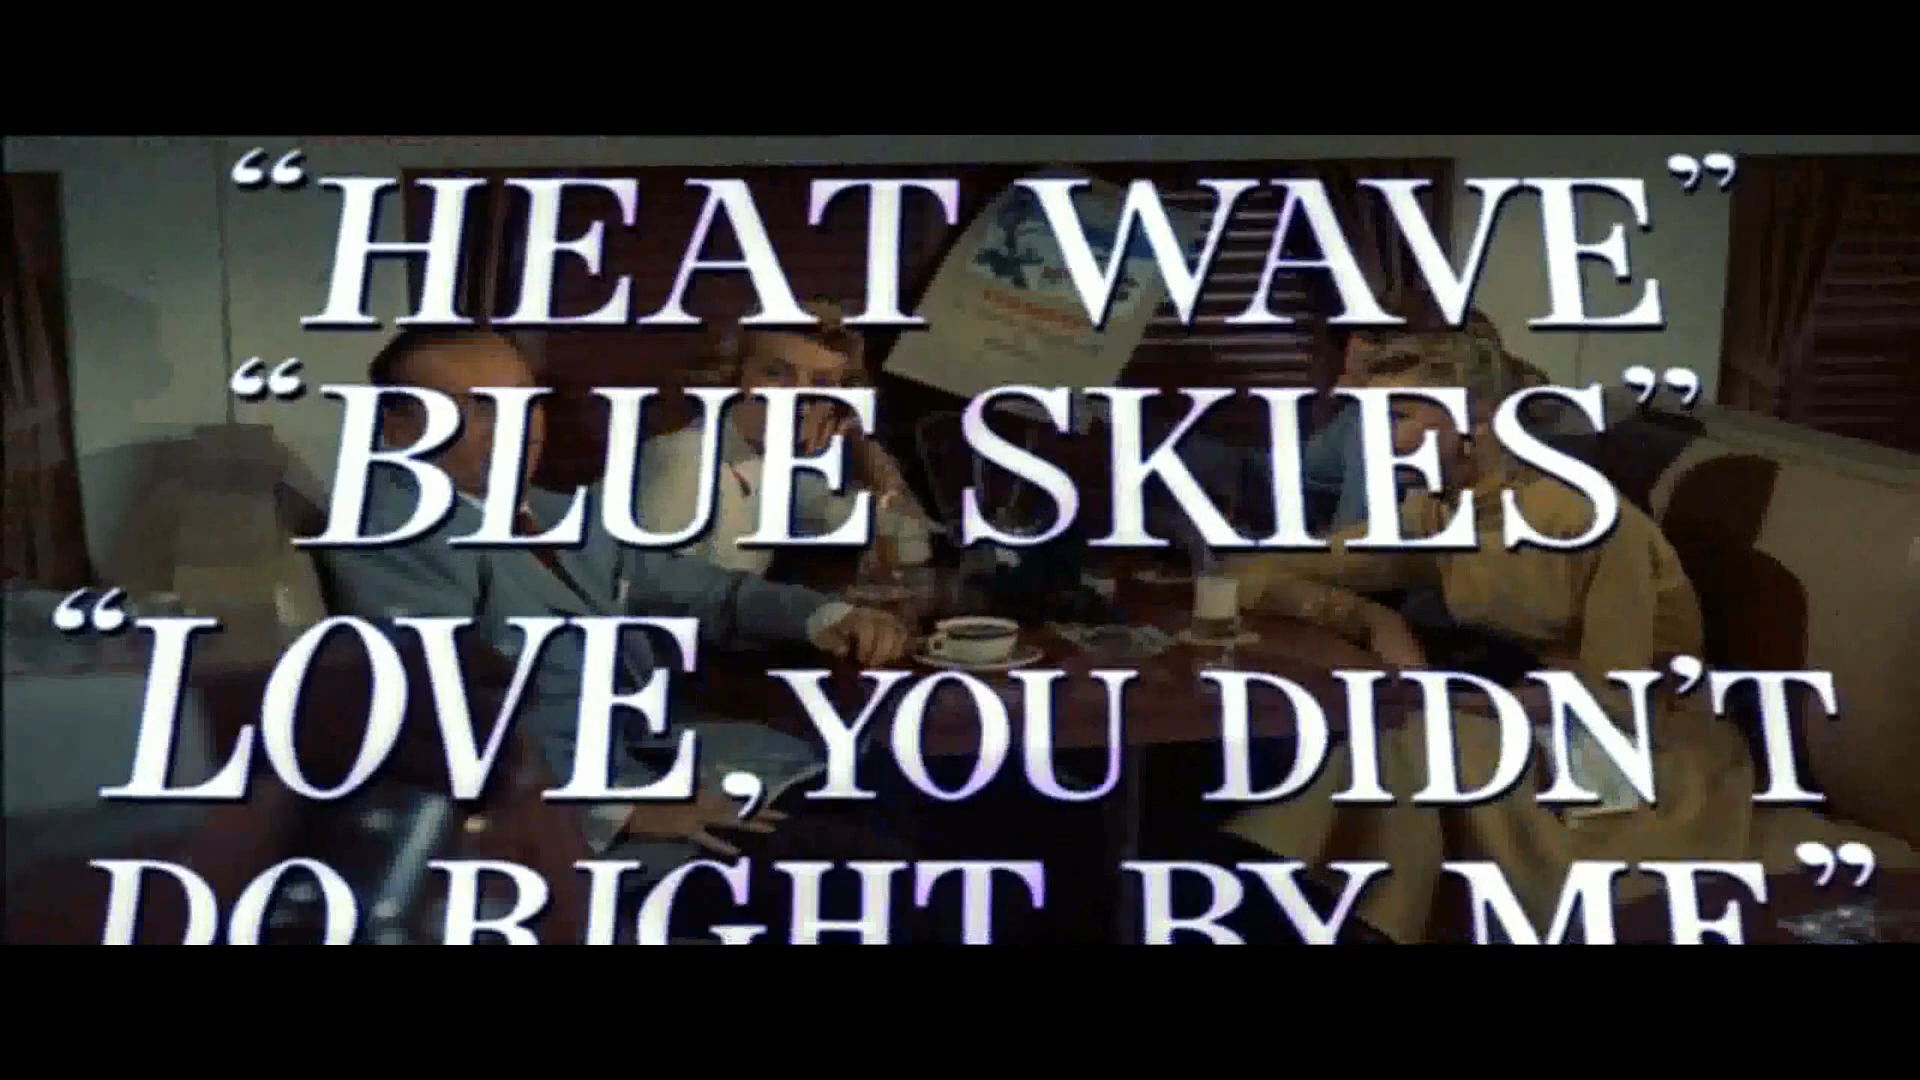 “HEAT WAVE”
“BLUE SKIES”
“LOVE, YOU DIDN’T
DO RIGHT BY ME”